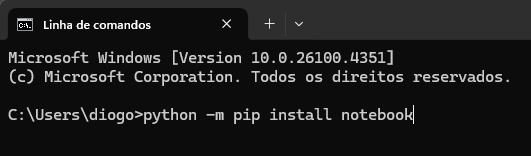 Linha de comandos
Microsoft Windows [Version 10.0.26100.4351]
(c) Microsoft Corporation. Todos os direitos reservados.
C:\Users\diogo>python -m pip install notebook